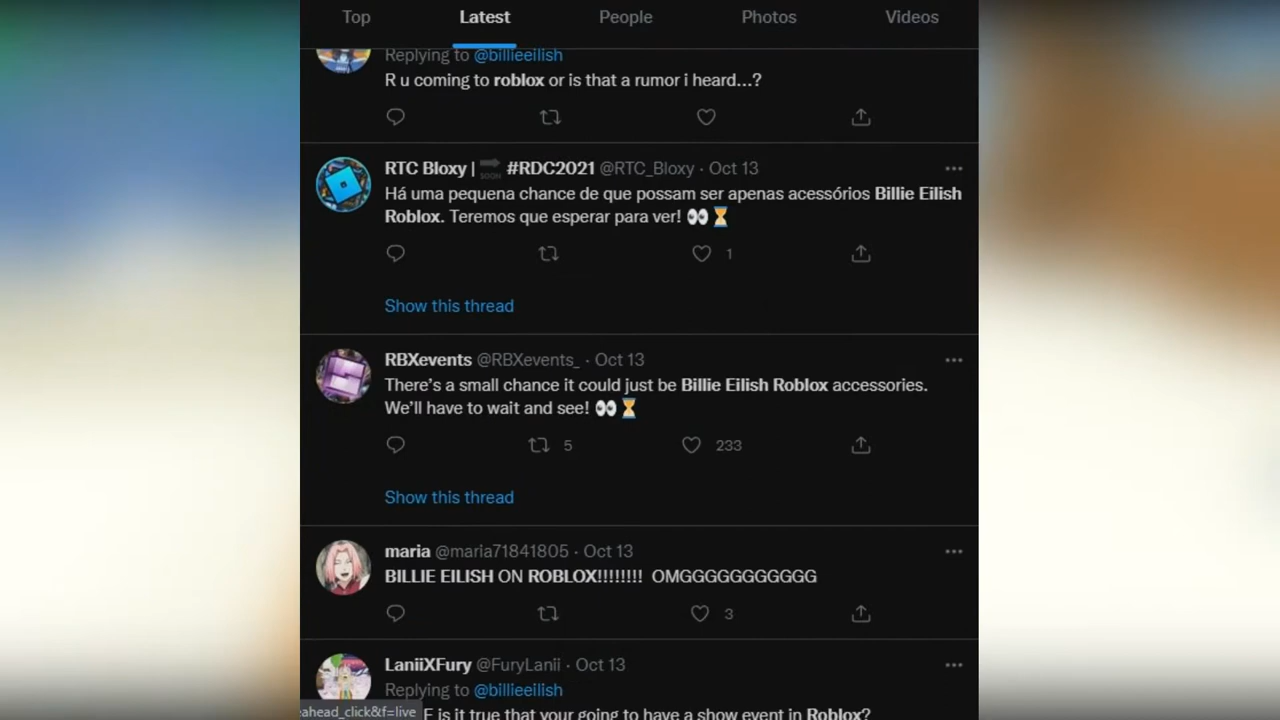 Top Latest People Photos Videos
Replying to @billieeilish
R u coming to roblox or is that a rumor i heard...?
RTC Bloxy | SOON #RDC2021 @RTC_Bloxy · Oct 13
Há uma pequena chance de que possam ser apenas acessórios Billie Eilish
Roblox. Teremos que esperar para ver! 👀⏳
1
Show this thread
RBXevents @RBXevents_ · Oct 13
There's a small chance it could just be Billie Eilish Roblox accessories.
We'll have to wait and see! 👀⏳
5 233
Show this thread
maria @maria71841805 · Oct 13
BILLIE EILISH ON ROBLOX!!!!!!!! OMGGGGGGGGGGG
3
LaniiXFury @FuryLanii · Oct 13
Replying to @billieeilish
is it true that your going to have a show event in Roblox?
ahead_click&f=live